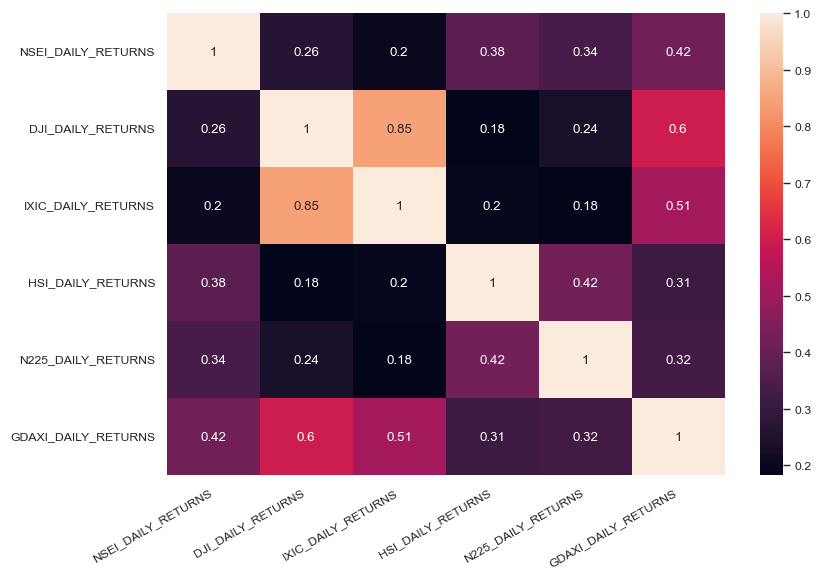 NSEI_DAILY_RETURNS 1 0.26 0.2 0.38 0.34 0.42
DJI_DAILY_RETURNS 0.26 1 0.85 0.18 0.24 0.6
IXIC_DAILY_RETURNS 0.2 0.85 1 0.2 0.18 0.51
HSI_DAILY_RETURNS 0.38 0.18 0.2 1 0.42 0.31
N225_DAILY_RETURNS 0.34 0.24 0.18 0.42 1 0.32
GDAXI_DAILY_RETURNS 0.42 0.6 0.51 0.31 0.32 1
NSEI_DAILY_RETURNS DJI_DAILY_RETURNS IXIC_DAILY_RETURNS HSI_DAILY_RETURNS N225_DAILY_RETURNS GDAXI_DAILY_RETURNS
1.0
0.9
0.8
0.7
0.6
0.5
0.4
0.3
0.2